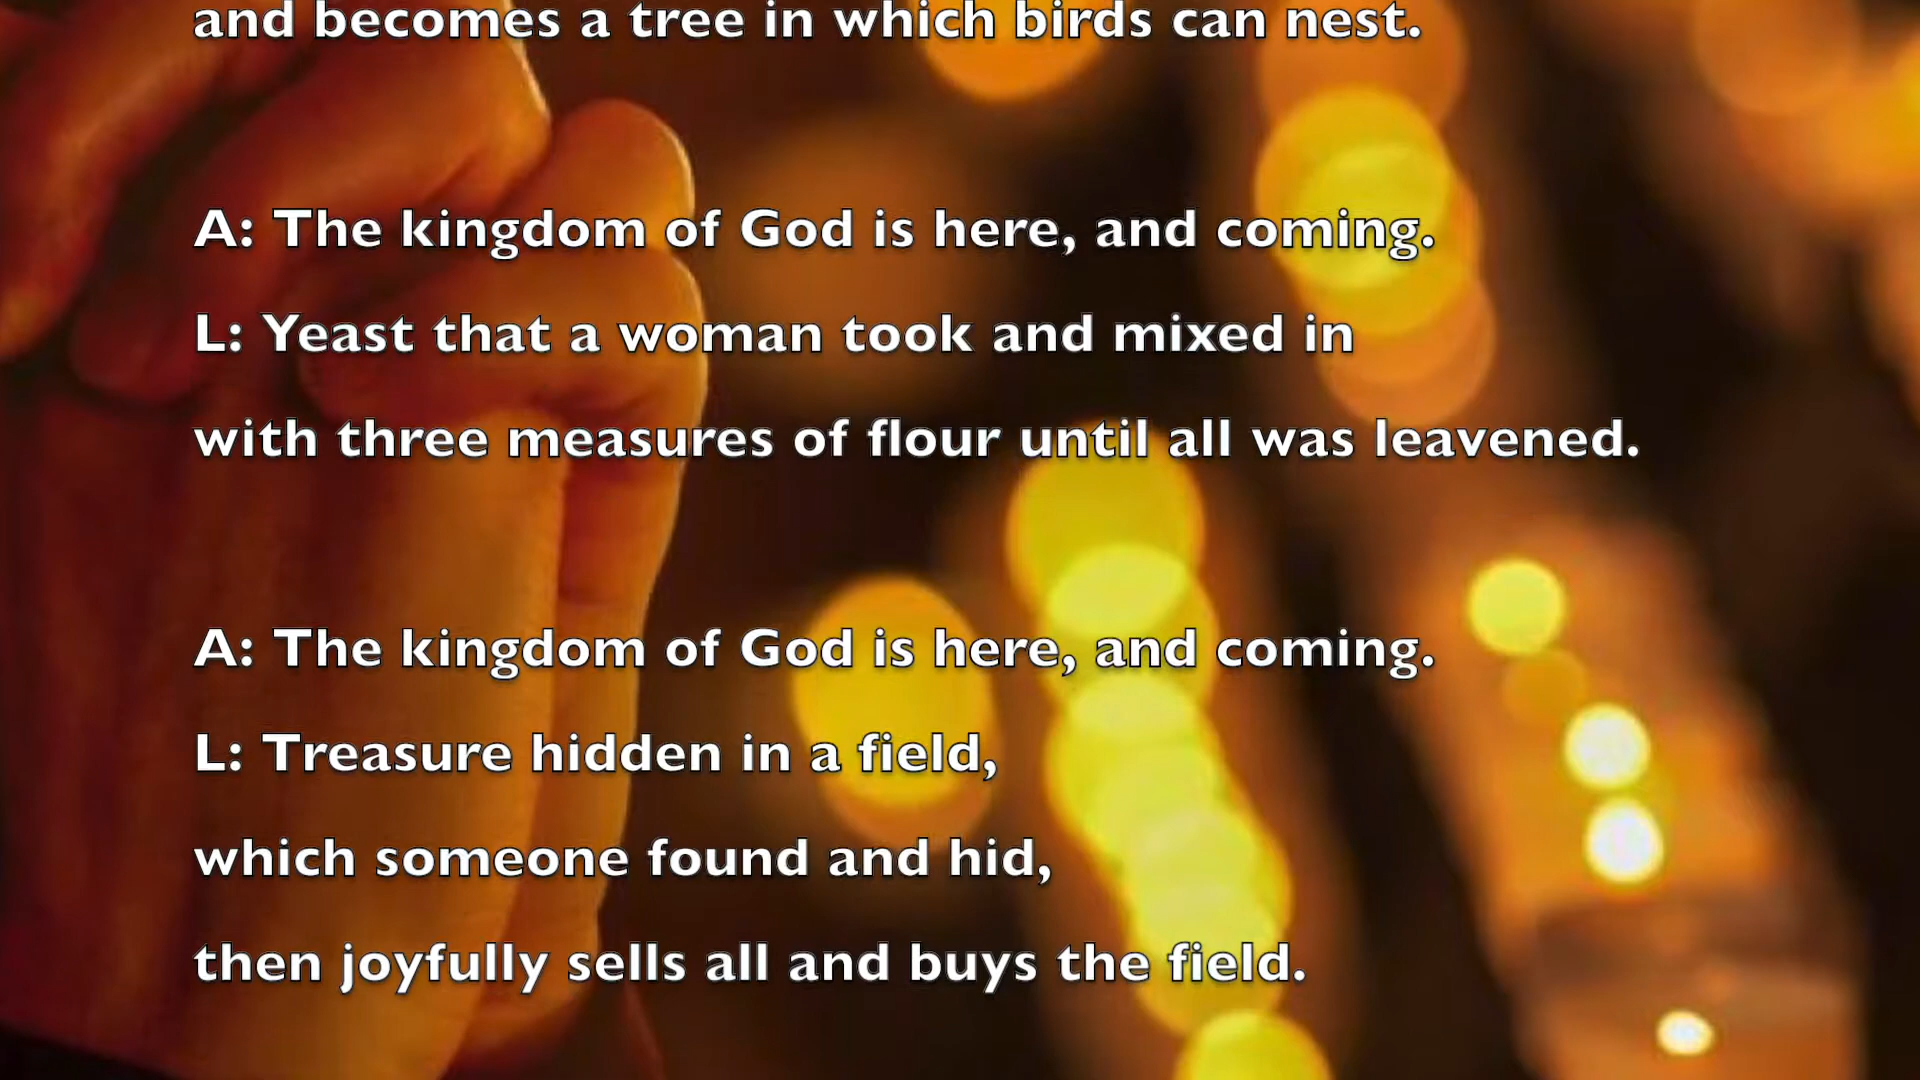 and becomes a tree in which birds can nest.
A: The kingdom of God is here, and coming.
L: Yeast that a woman took and mixed in
with three measures of flour until all was leavened.
A: The kingdom of God is here, and coming.
L: Treasure hidden in a field,
which someone found and hid,
then joyfully sells all and buys the field.